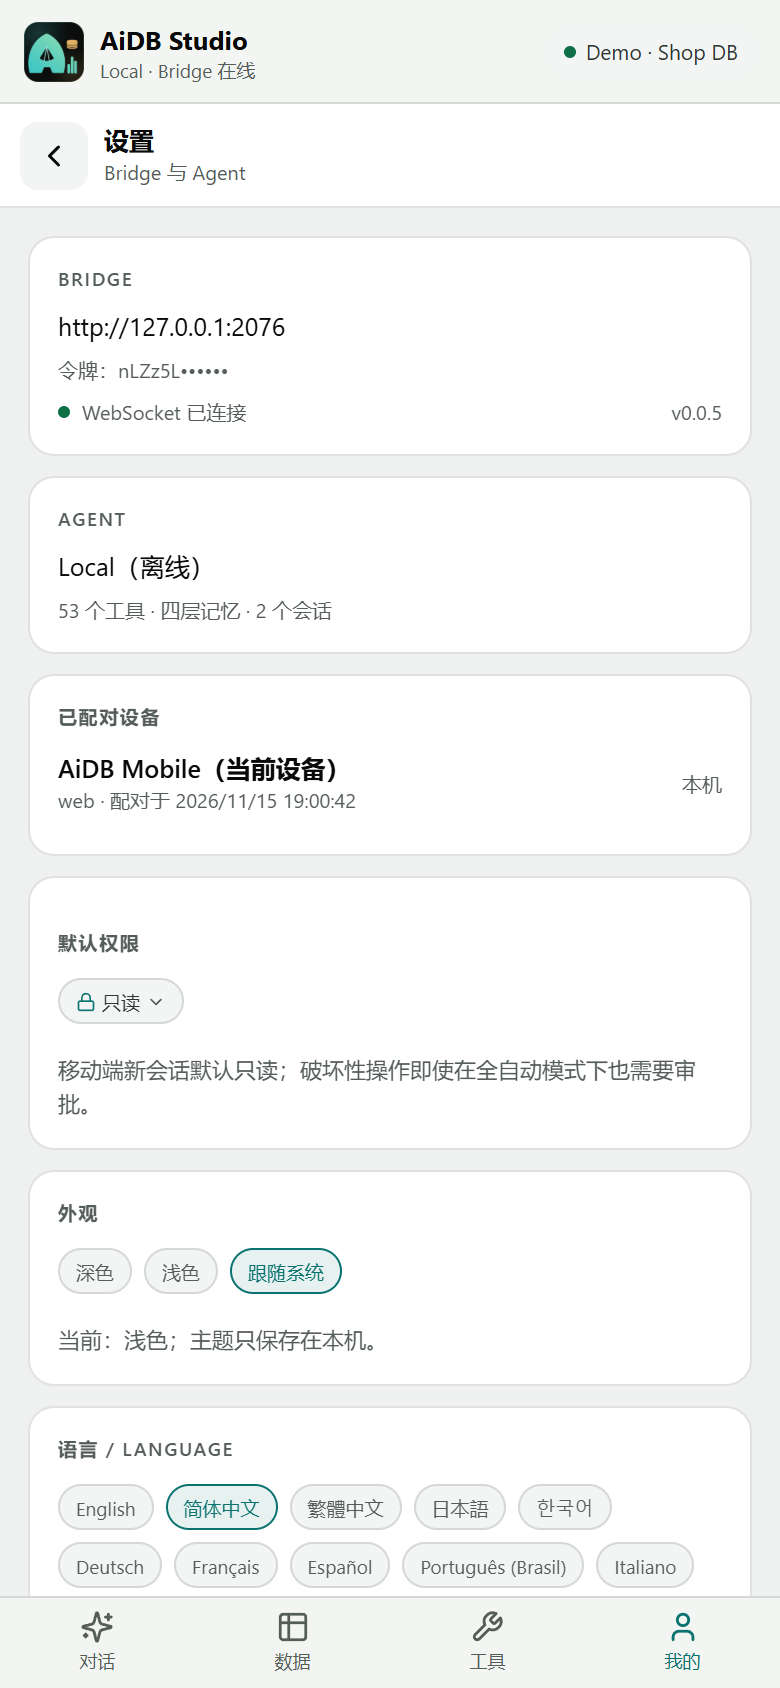 AiDB Studio
Local · Bridge 在线
Demo · Shop DB
设置
Bridge 与 Agent
BRIDGE
http://127.0.0.1:2076
令牌：nLZz5L••••••
WebSocket 已连接
v0.0.5
AGENT
Local（离线）
53 个工具 · 四层记忆 · 2 个会话
已配对设备
AiDB Mobile（当前设备）
web · 配对于 2026/11/15 19:00:42
本机
默认权限
只读
移动端新会话默认只读；破坏性操作即使在全自动模式下也需要审
批。
外观
深色 浅色 跟随系统
当前：浅色；主题只保存在本机。
语言 / LANGUAGE
English 简体中文 繁體中文 日本語 한국어
Deutsch Français Español Português (Brasil) Italiano
对话 数据 工具 我的